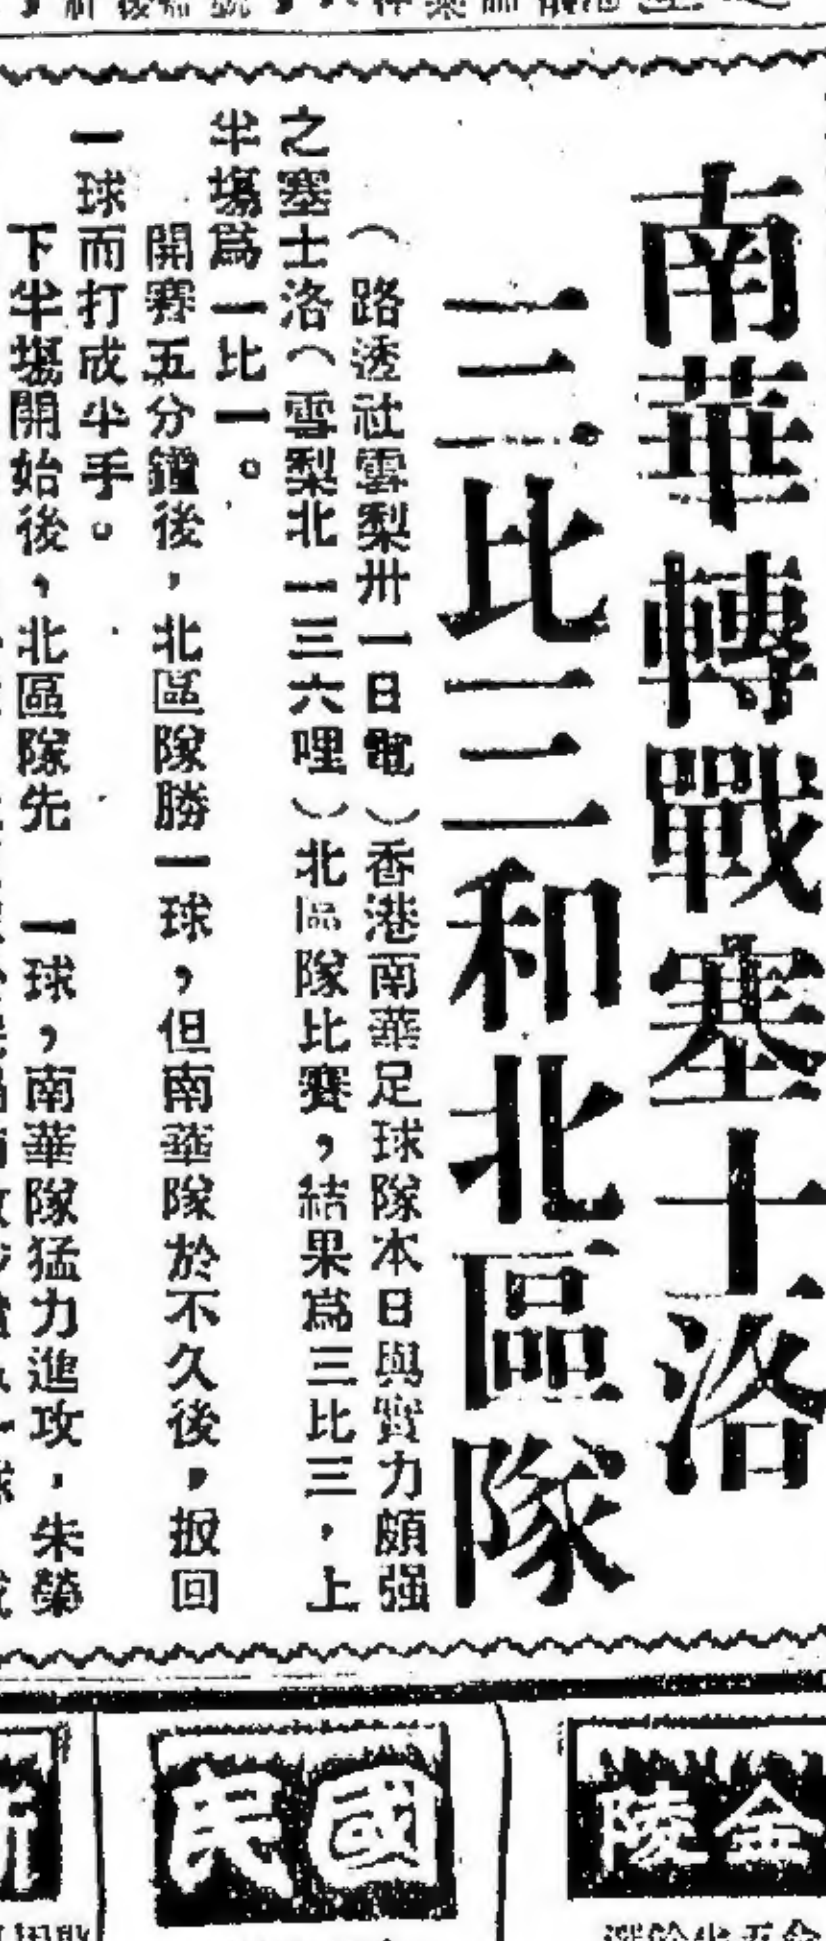 南華轉戰塞士洛
三比三和北區隊
（路透社雪梨卅一日電）香港南華足球隊本日與實力頗强
之塞士洛（雪梨北一三六哩）北區隊比賽，結果爲三比三，上
半塲爲一比一。
開賽五分鐘後，北區隊勝一球，但南華隊於不久後，扳回
一球而打成平手。
下半塲開始後，北區隊先 一球，南華隊猛力進攻，朱榮
金陵
國民